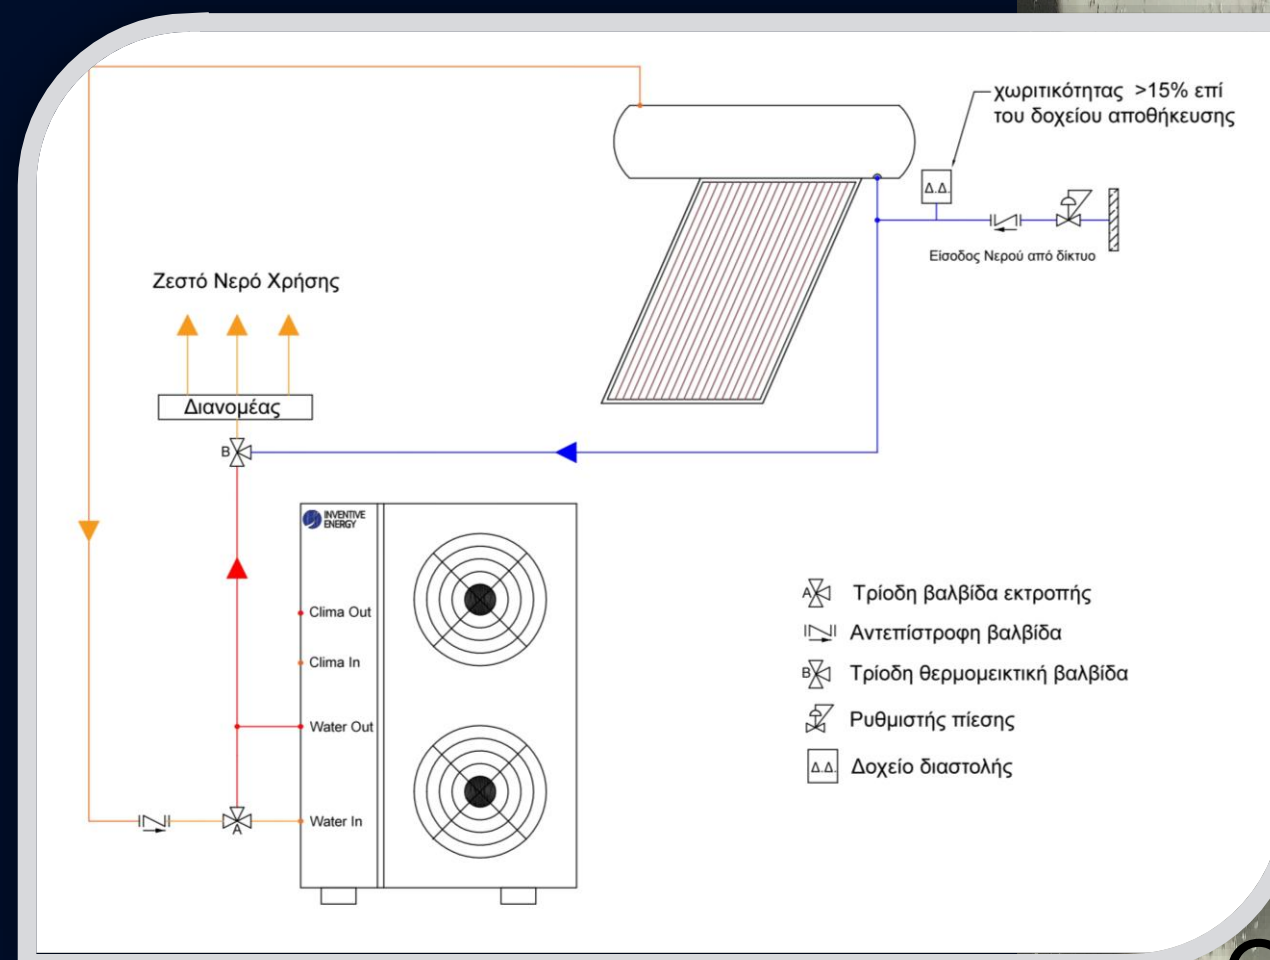 χωριτικότητας >15% επί
του δοχείου αποθήκευσης
Δ.Δ.
Είσοδος Νερού από δίκτυο
Ζεστό Νερό Χρήσης
Διανομέας
B
INVENTIVE
ENERGY
Clima Out
Clima In
Water Out
Water In
A
A Τρίοδη βαλβίδα εκτροπής
Αντεπίστροφη βαλβίδα
B Τρίοδη θερμομεικτική βαλβίδα
Ρυθμιστής πίεσης
Δ.Δ. Δοχείο διαστολής